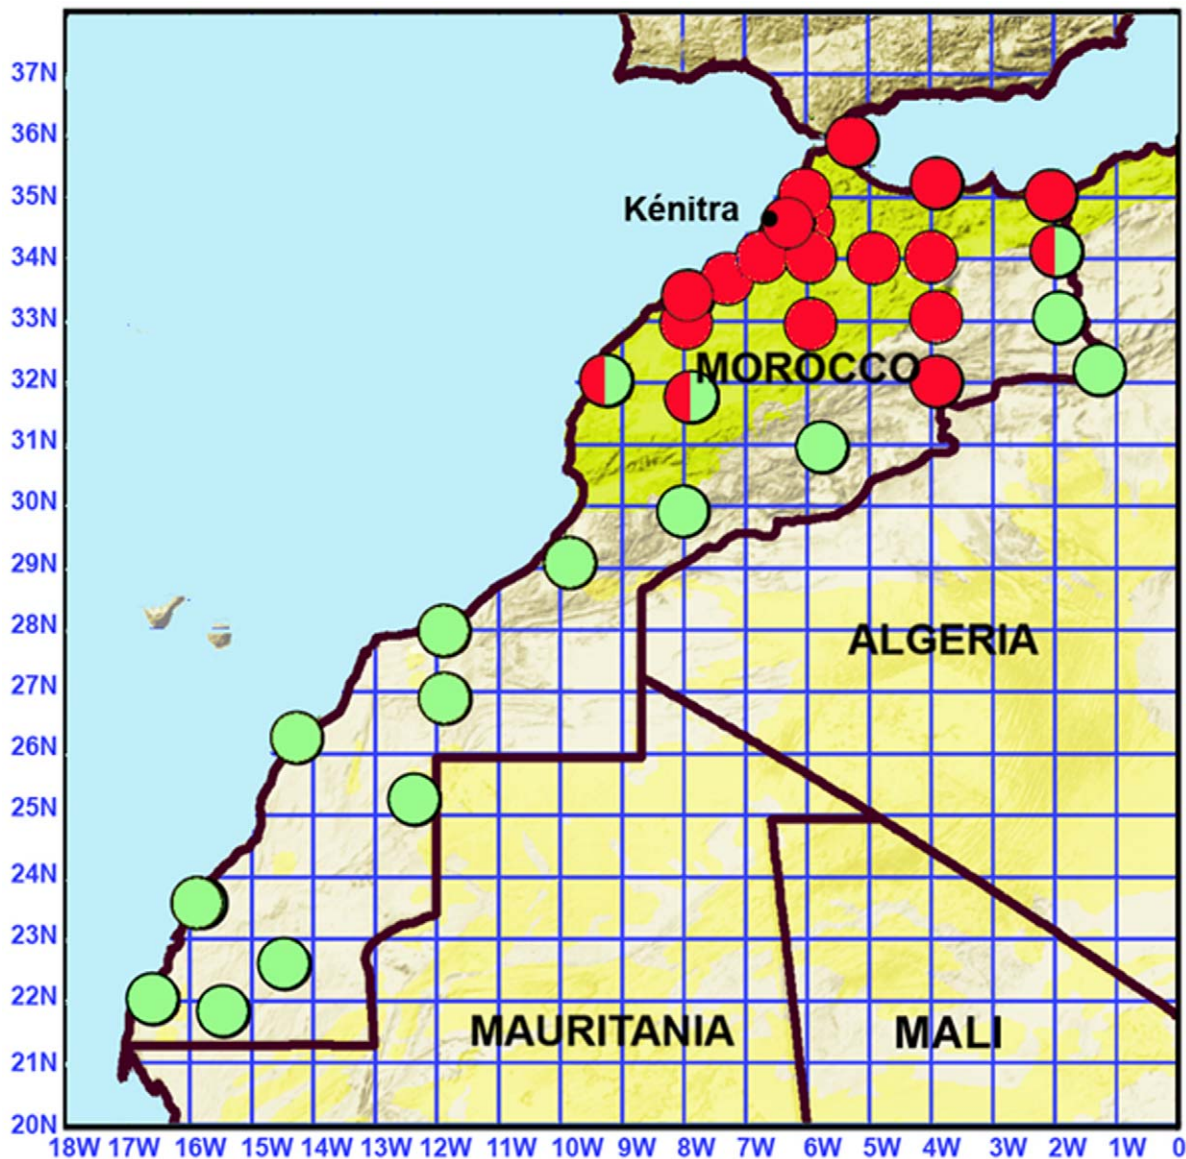 37N
36N
35N
Kénitra
34N
33N
MOROCCO
32N
31N
30N
29N
28N
ALGERIA
27N
26N
25N
24N
23N
22N
MAURITANIA
MALI
21N
20N
18W 17W 16W 15W 14W 13W 12W 11W 10W 9W 8W 7W 6W 5W 4W 3W 2W 1W 0